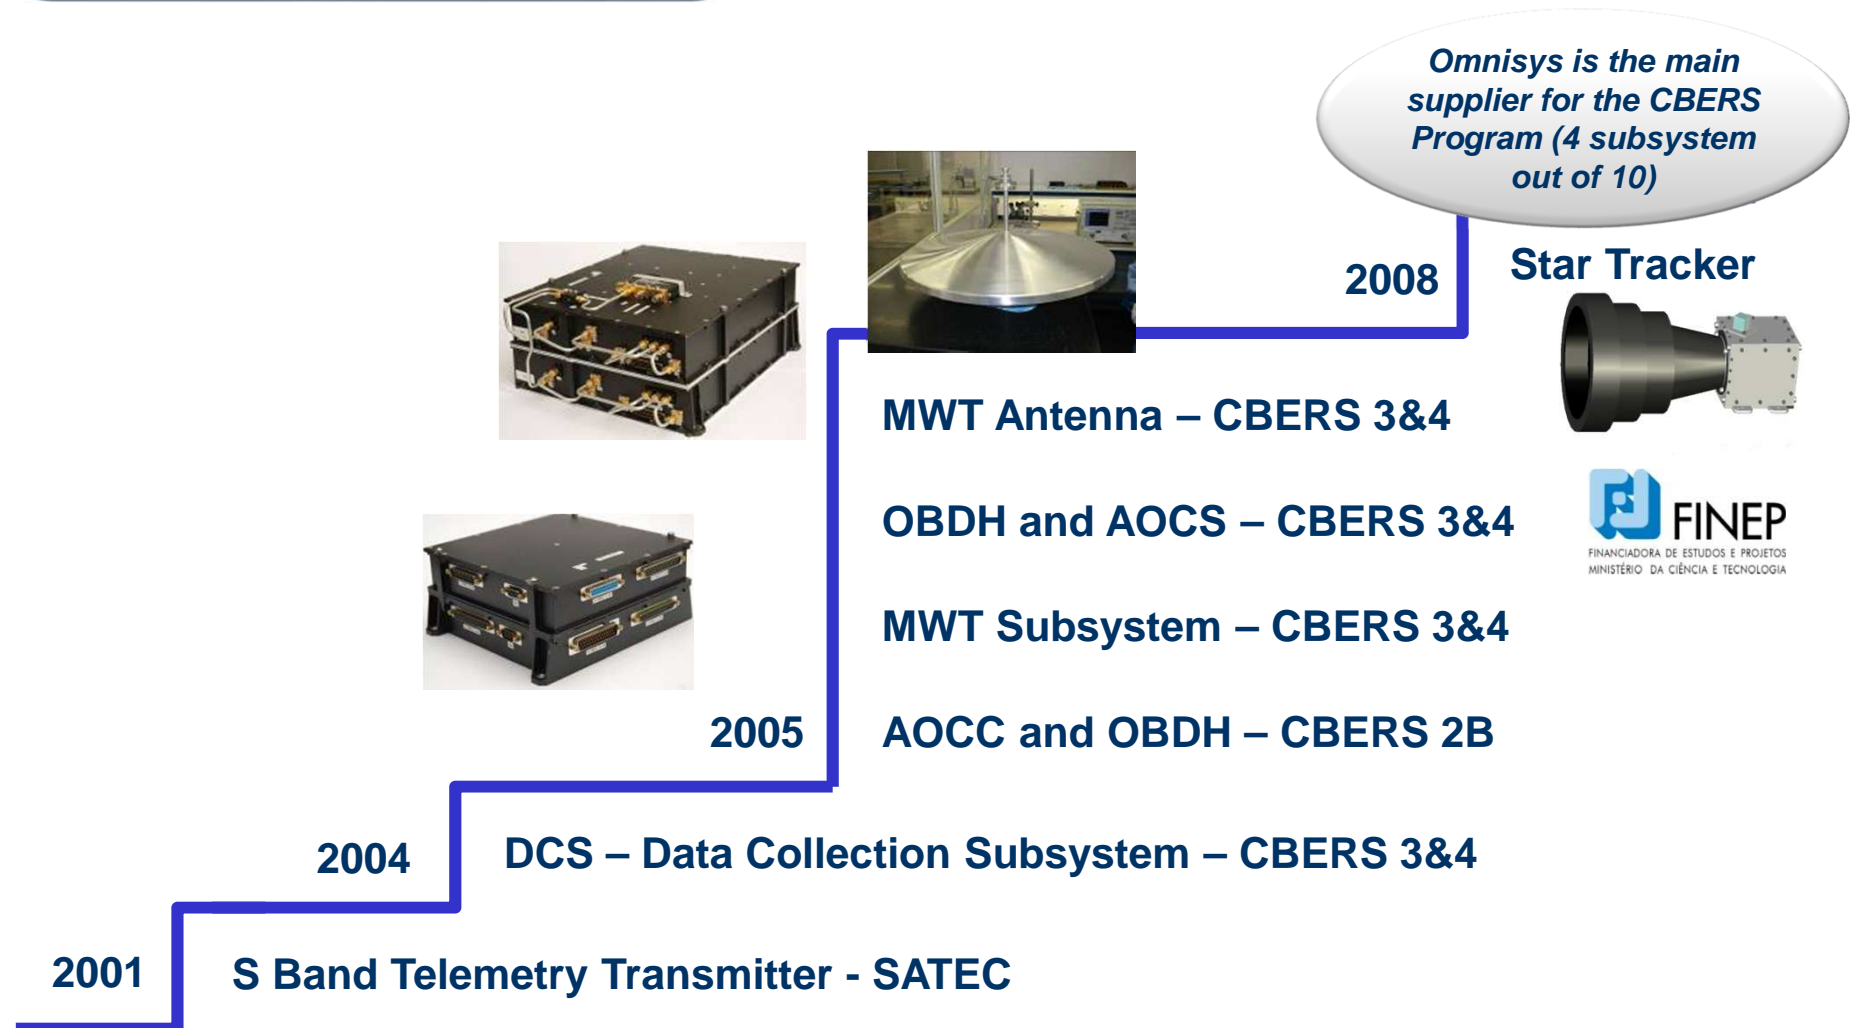 Omnisys is the main
supplier for the CBERS
Program (4 subsystem
out of 10)
2008
Star Tracker
MWT Antenna – CBERS 3&4
OBDH and AOCS – CBERS 3&4
FINEP
FINANCIADORA DE ESTUDOS E PROJETOS
MINISTÉRIO DA CIÊNCIA E TECNOLOGIA
MWT Subsystem – CBERS 3&4
2005
AOCC and OBDH – CBERS 2B
2004
DCS – Data Collection Subsystem – CBERS 3&4
2001
S Band Telemetry Transmitter - SATEC